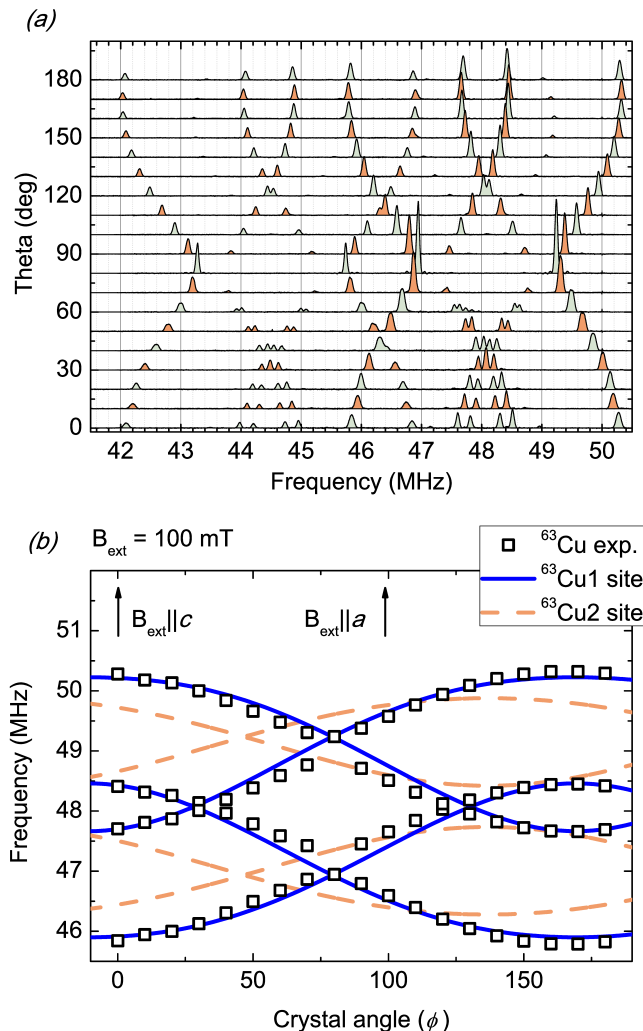 (a)
180
150
120
90
60
30
0
Theta (deg)
42 43 44 45 46 47 48 49 50
Frequency (MHz)
(b)
B_ext = 100 mT
⁶³Cu exp.
⁶³Cu1 site
⁶³Cu2 site
B_ext||c
B_ext||a
51
50
49
48
47
46
Frequency (MHz)
0 50 100 150
Crystal angle (ϕ)